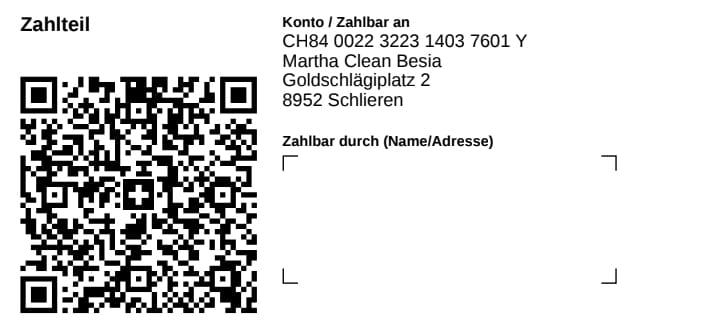 Zahlteil
Konto / Zahlbar an
CH84 0022 3223 1403 7601 Y
Martha Clean Besia
Goldschlägiplatz 2
8952 Schlieren
Zahlbar durch (Name/Adresse)